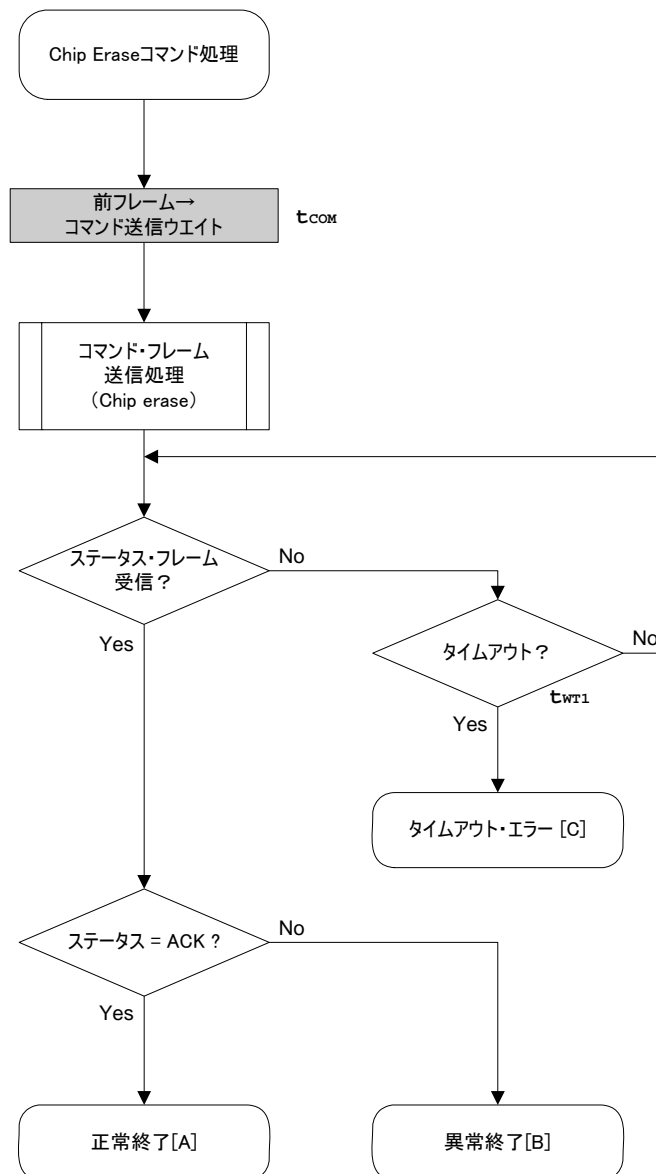 Chip Eraseコマンド処理
前フレーム→
コマンド送信ウエイト
tCOM
コマンド・フレーム
送信処理
（Chip erase）
ステータス・フレーム
受信？
No
Yes
タイムアウト？
No
tWT1
Yes
タイムアウト・エラー [C]
ステータス = ACK ?
No
Yes
正常終了[A]
異常終了[B]